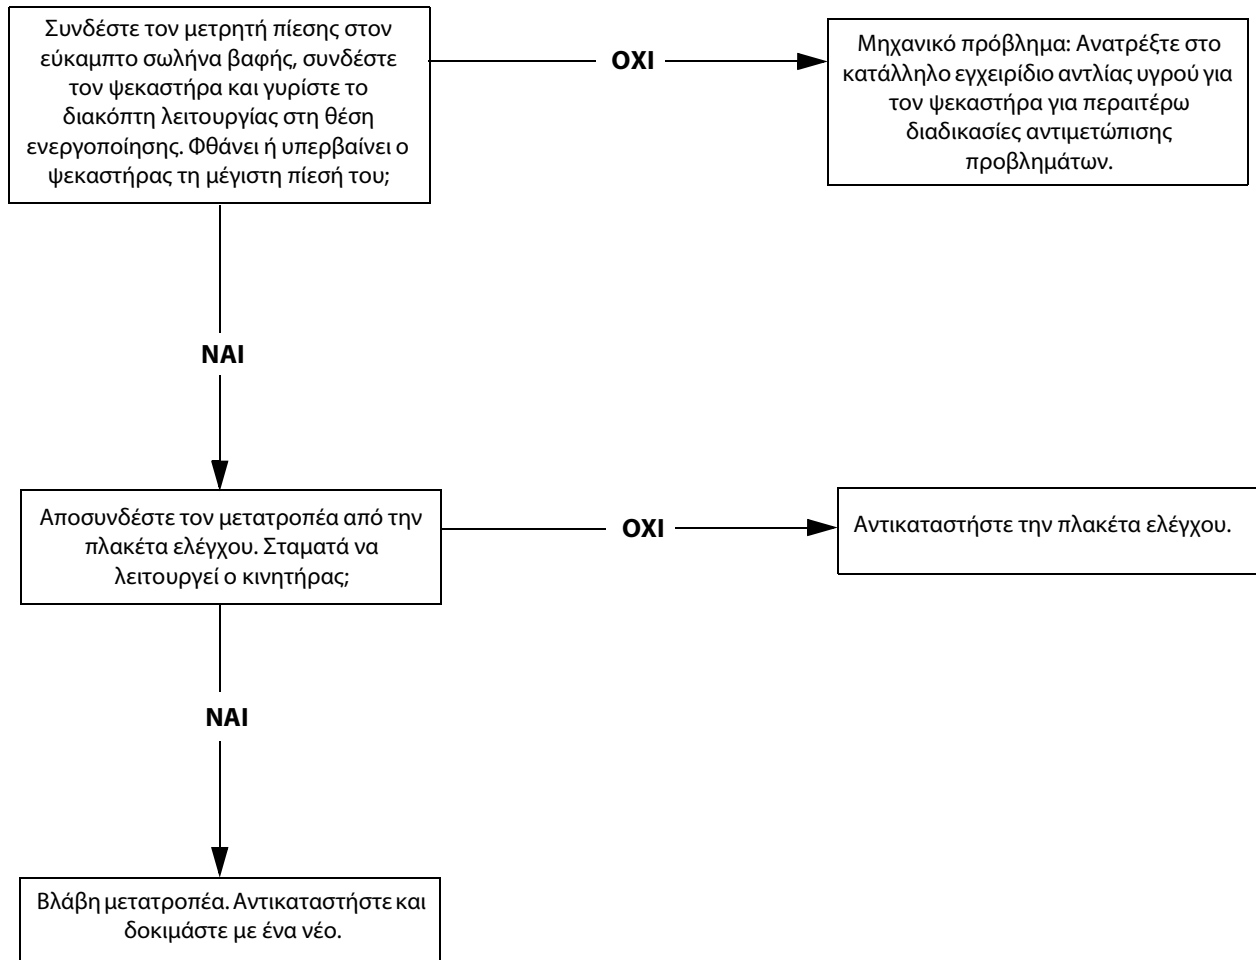 Συνδέστε τον μετρητή πίεσης στον
εύκαμπτο σωλήνα βαφής, συνδέστε
τον ψεκαστήρα και γυρίστε το
διακόπτη λειτουργίας στη θέση
ενεργοποίησης. Φθάνει ή υπερβαίνει ο
ψεκαστήρας τη μέγιστη πίεσή του;
ΟΧΙ
Μηχανικό πρόβλημα: Ανατρέξτε στο
κατάλληλο εγχειρίδιο αντλίας υγρού για
τον ψεκαστήρα για περαιτέρω
διαδικασίες αντιμετώπισης
προβλημάτων.
ΝΑΙ
Αποσυνδέστε τον μετατροπέα από την
πλακέτα ελέγχου. Σταματά να
λειτουργεί ο κινητήρας;
ΟΧΙ
Αντικαταστήστε την πλακέτα ελέγχου.
ΝΑΙ
Βλάβη μετατροπέα. Αντικαταστήστε και
δοκιμάστε με ένα νέο.